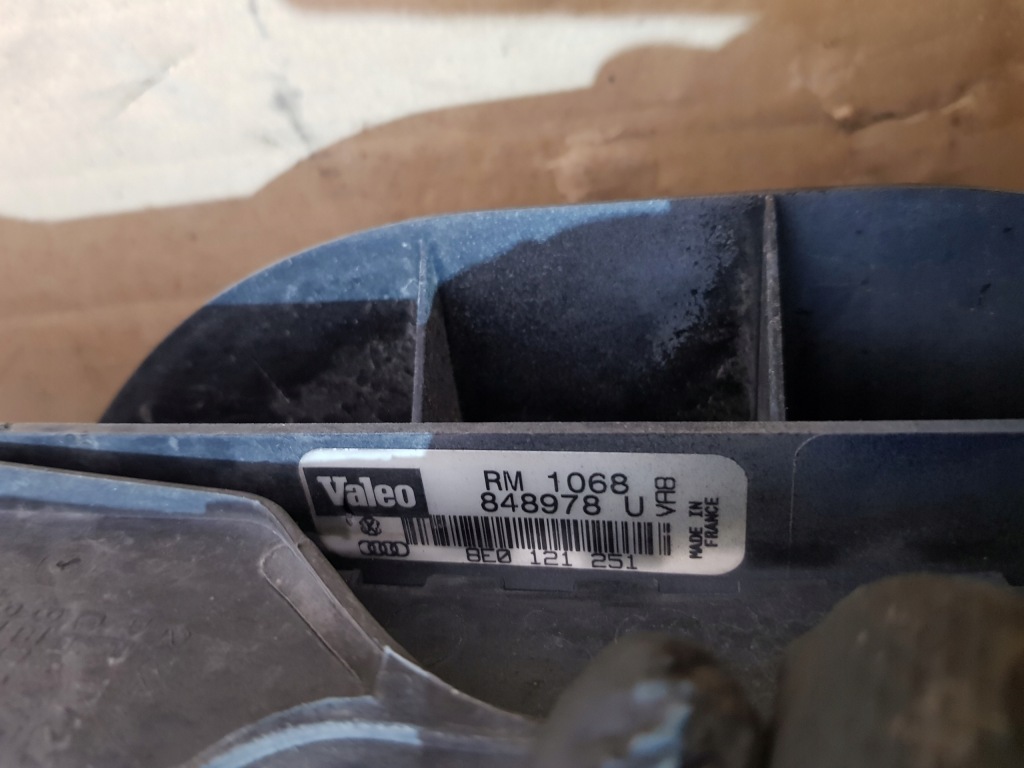 Valeo
RM 1068
848978 U
VA8
MADE IN
FRANCE
8E0 121 251